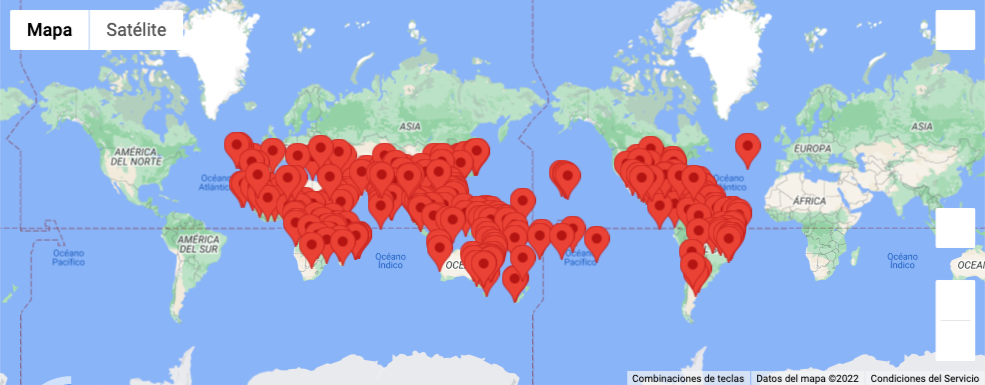 Mapa
Satélite
ASIA
ASIA
AMÉRICA
DEL NORTE
EUROPA
Océano
Atlántico
Océano
Atlántico
ÁFRICA
AMÉRICA
DEL SUR
Océano
Pacífico
Océano
Índico
OCE
Océano
Pacífico
Océano
Índico
OCEA
Combinaciones de teclas
Datos del mapa ©2022
Condiciones del Servicio